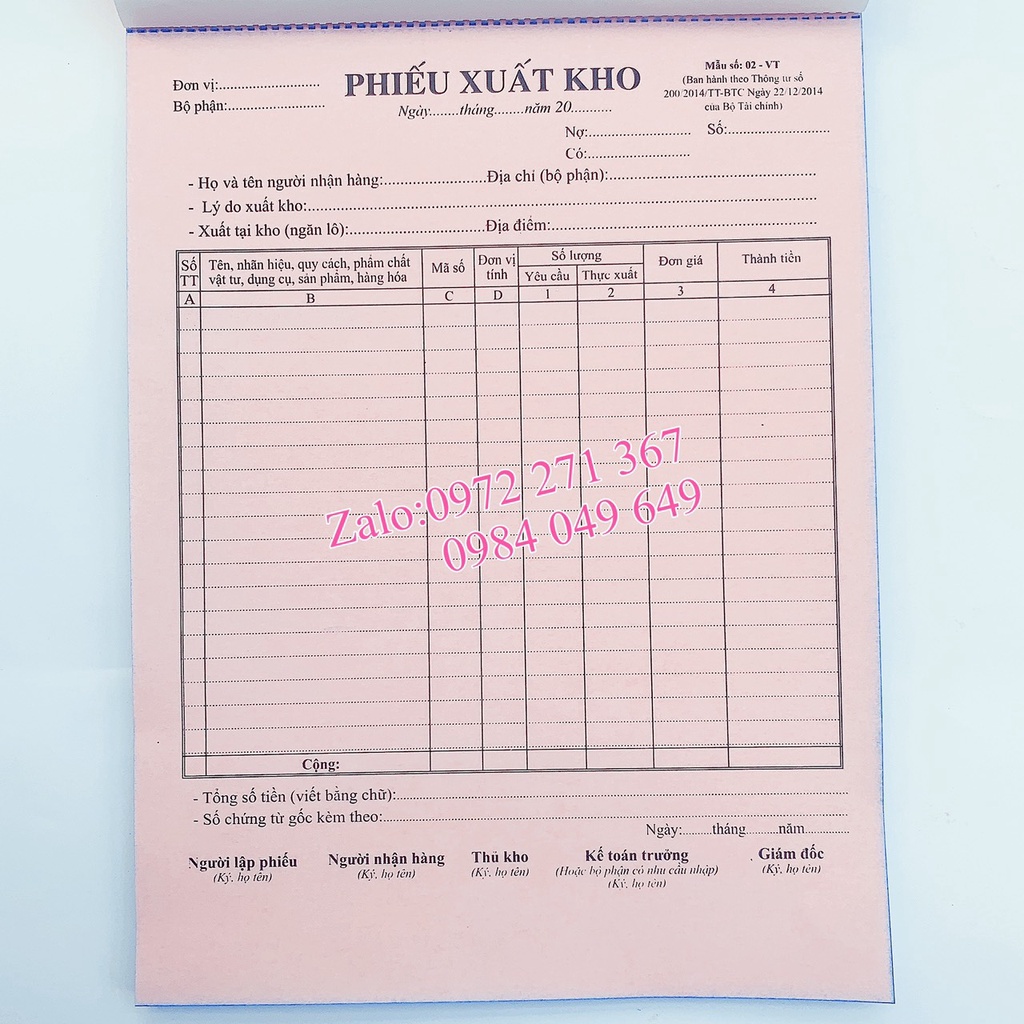 Đơn vị:............................
PHIẾU XUẤT KHO
Mẫu số: 02 - VT
Bộ phận:..........................
(Ban hành theo Thông tư số
200/2014/TT-BTC Ngày 22/12/2014
của Bộ Tài chính)
Ngày........tháng........năm 20...........
Nợ:........................... Số:...........................
Có:...........................
- Họ và tên người nhận hàng:..........................Địa chỉ (bộ phận):.....................................................
- Lý do xuất kho:.................................................................................................................
- Xuất tại kho (ngăn lô):...................................Địa điểm:....................................................................
Số TT
Tên, nhãn hiệu, quy cách, phẩm chất
vật tư, dụng cụ, sản phẩm, hàng hóa
Mã số
Đơn vị
tính
Số lượng
Yêu cầu Thực xuất
Đơn giá
Thành tiền
A B C D 1 2 3 4
Zalo:0972 271 367
0984 049 649
Cộng:
- Tổng số tiền (viết bằng chữ):.....................................................................................................
- Số chứng từ gốc kèm theo:.........................................................................................................
Ngày:........tháng.........năm.............
Người lập phiếu Người nhận hàng Thủ kho Kế toán trưởng Giám đốc
(Ký, họ tên) (Ký, họ tên) (Ký, họ tên) (Hoặc bộ phận có nhu cầu nhập) (Ký, họ tên)
(Ký, họ tên)